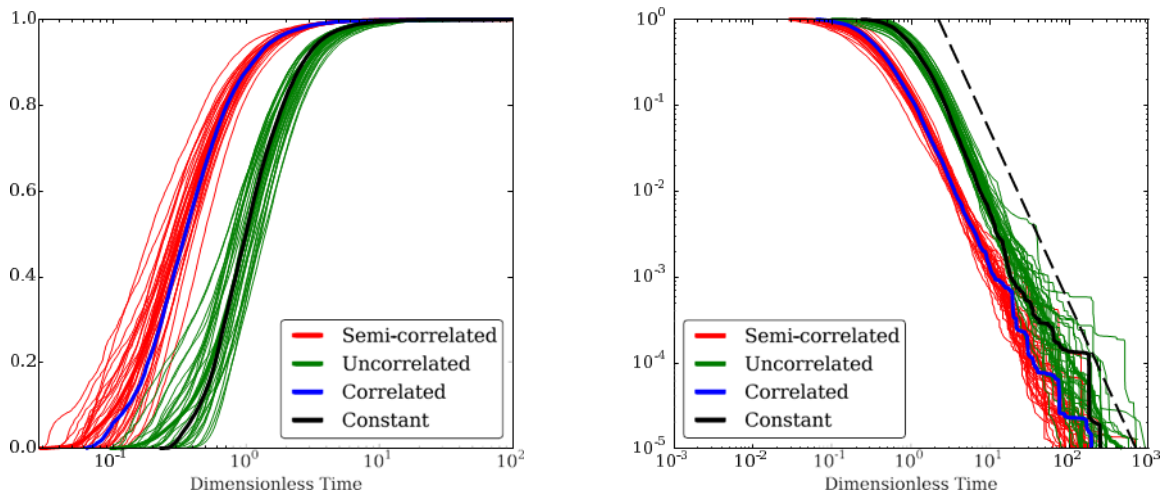 1.0
0.8
0.6
0.4
0.2
0.0
10^-1
10^0
10^1
10^2
Dimensionless Time
Semi-correlated
Uncorrelated
Correlated
Constant
10^0
10^-1
10^-2
10^-3
10^-4
10^-5
10^-3
10^-2
10^-1
10^0
10^1
10^2
10^3
Dimensionless Time
Semi-correlated
Uncorrelated
Correlated
Constant